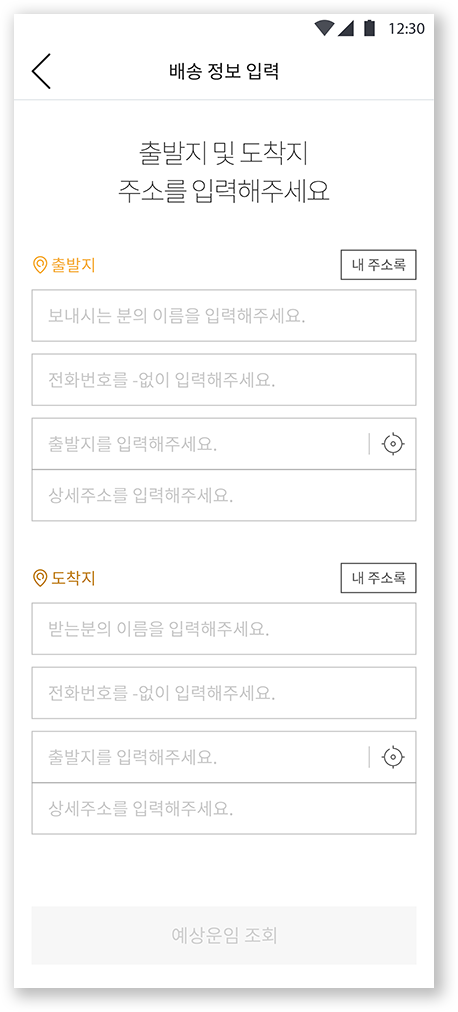 12:30
배송 정보 입력
출발지 및 도착지
주소를 입력해주세요
출발지
내 주소록
보내시는 분의 이름을 입력해주세요.
전화번호를 -없이 입력해주세요.
출발지를 입력해주세요.
상세주소를 입력해주세요.
도착지
내 주소록
받는분의 이름을 입력해주세요.
전화번호를 -없이 입력해주세요.
출발지를 입력해주세요.
상세주소를 입력해주세요.
예상운임 조회